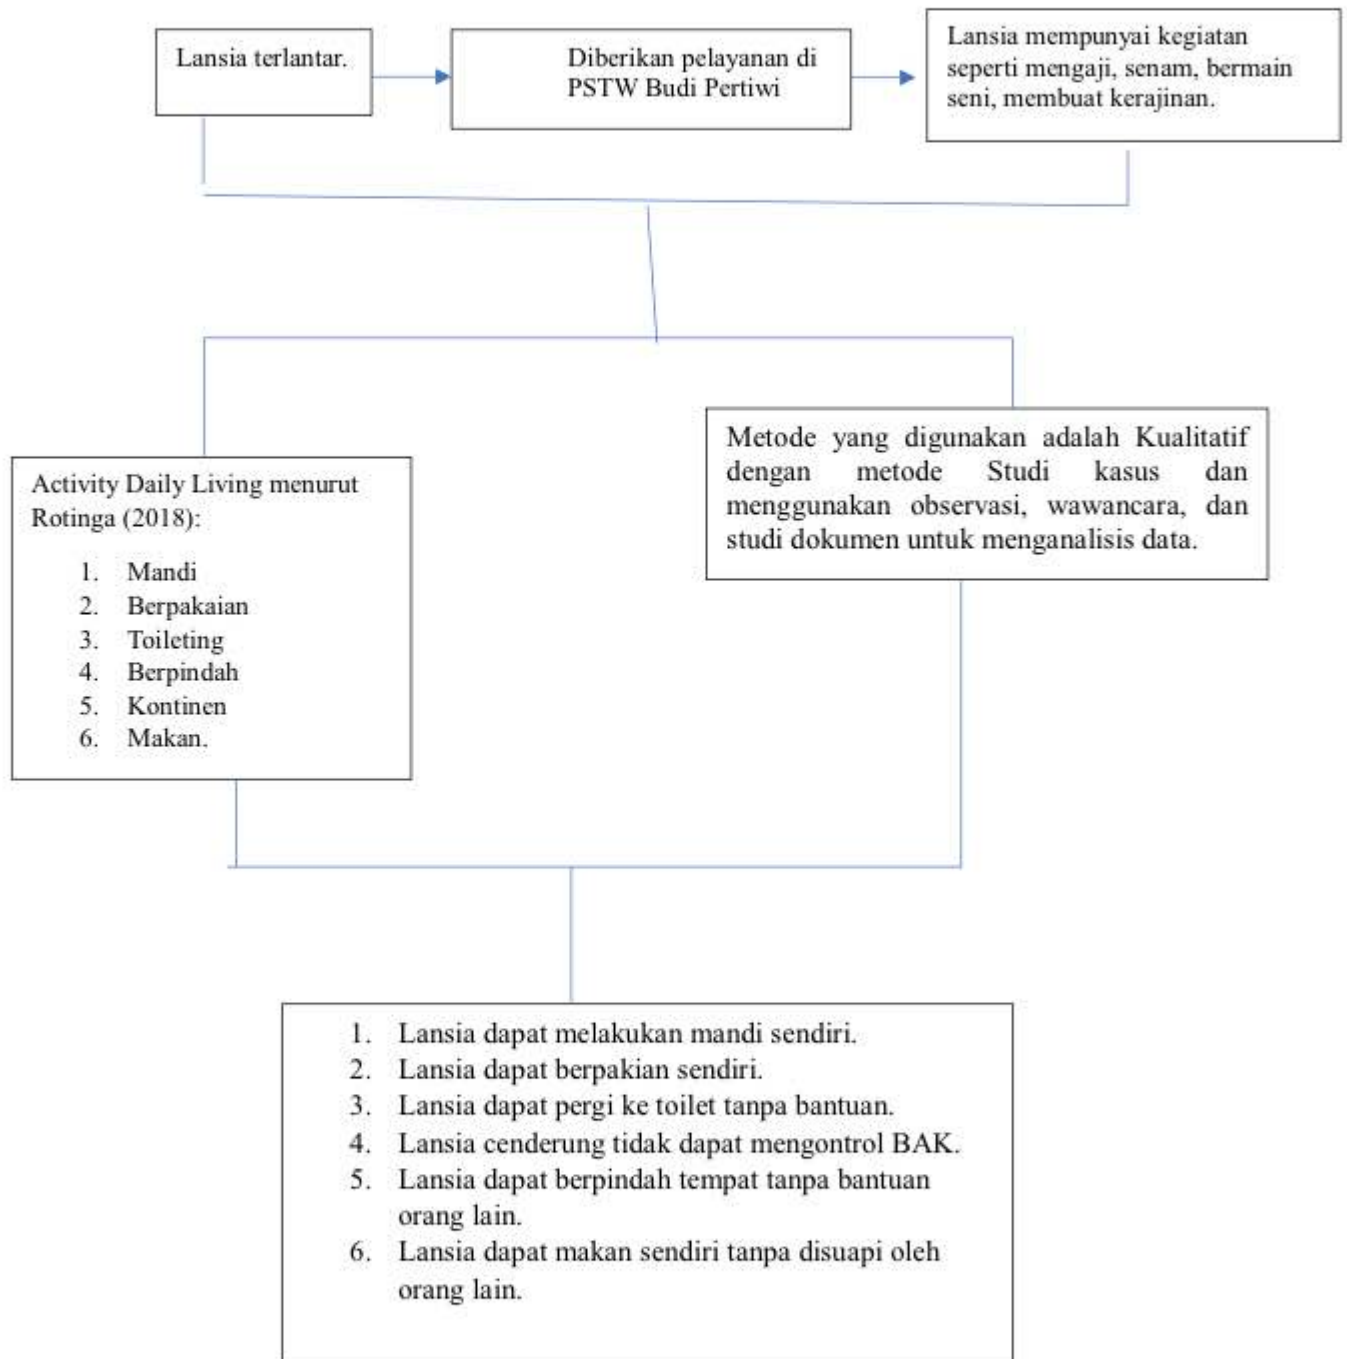 Lansia terlantar.
Diberikan pelayanan di
PSTW Budi Pertiwi
Lansia mempunyai kegiatan
seperti mengaji, senam, bermain
seni, membuat kerajinan.
Activity Daily Living menurut
Rotinga (2018):
1. Mandi
2. Berpakaian
3. Toileting
4. Berpindah
5. Kontinen
6. Makan.
Metode yang digunakan adalah Kualitatif
dengan metode Studi kasus dan
menggunakan observasi, wawancara, dan
studi dokumen untuk menganalisis data.
1. Lansia dapat melakukan mandi sendiri.
2. Lansia dapat berpakian sendiri.
3. Lansia dapat pergi ke toilet tanpa bantuan.
4. Lansia cenderung tidak dapat mengontrol BAK.
5. Lansia dapat berpindah tempat tanpa bantuan
orang lain.
6. Lansia dapat makan sendiri tanpa disuapi oleh
orang lain.